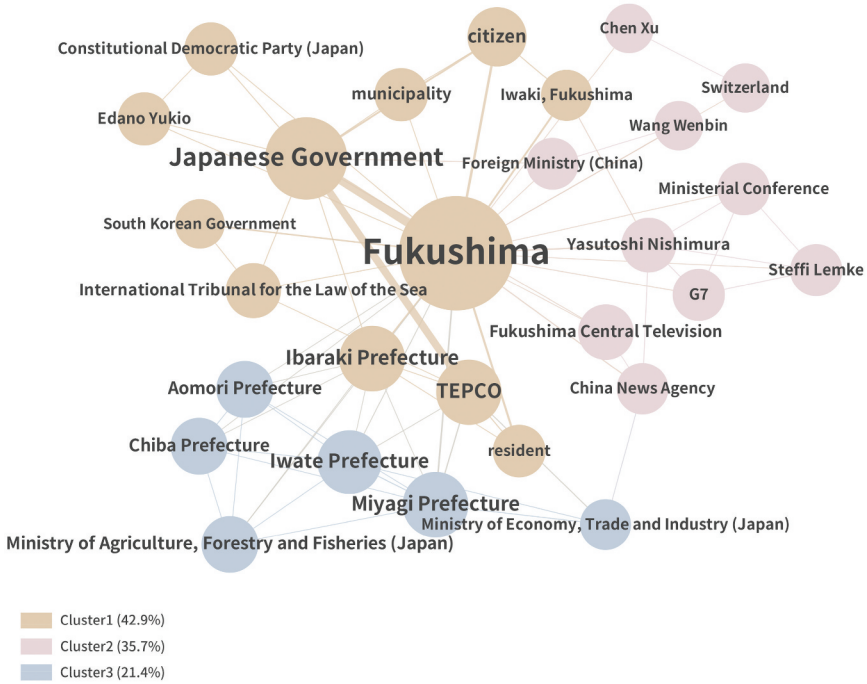 Chen Xu
citizen
Constitutional Democratic Party (Japan)
Switzerland
municipality
Iwaki, Fukushima
Edano Yukio
Wang Wenbin
Japanese Government
Foreign Ministry (China)
Ministerial Conference
South Korean Government
Fukushima
Yasutoshi Nishimura
Steffi Lemke
International Tribunal for the Law of the Sea
G7
Fukushima Central Television
Ibaraki Prefecture
Aomori Prefecture
TEPCO
China News Agency
Chiba Prefecture
Iwate Prefecture
resident
Miyagi Prefecture
Ministry of Economy, Trade and Industry (Japan)
Ministry of Agriculture, Forestry and Fisheries (Japan)
Cluster1 (42.9%)
Cluster2 (35.7%)
Cluster3 (21.4%)